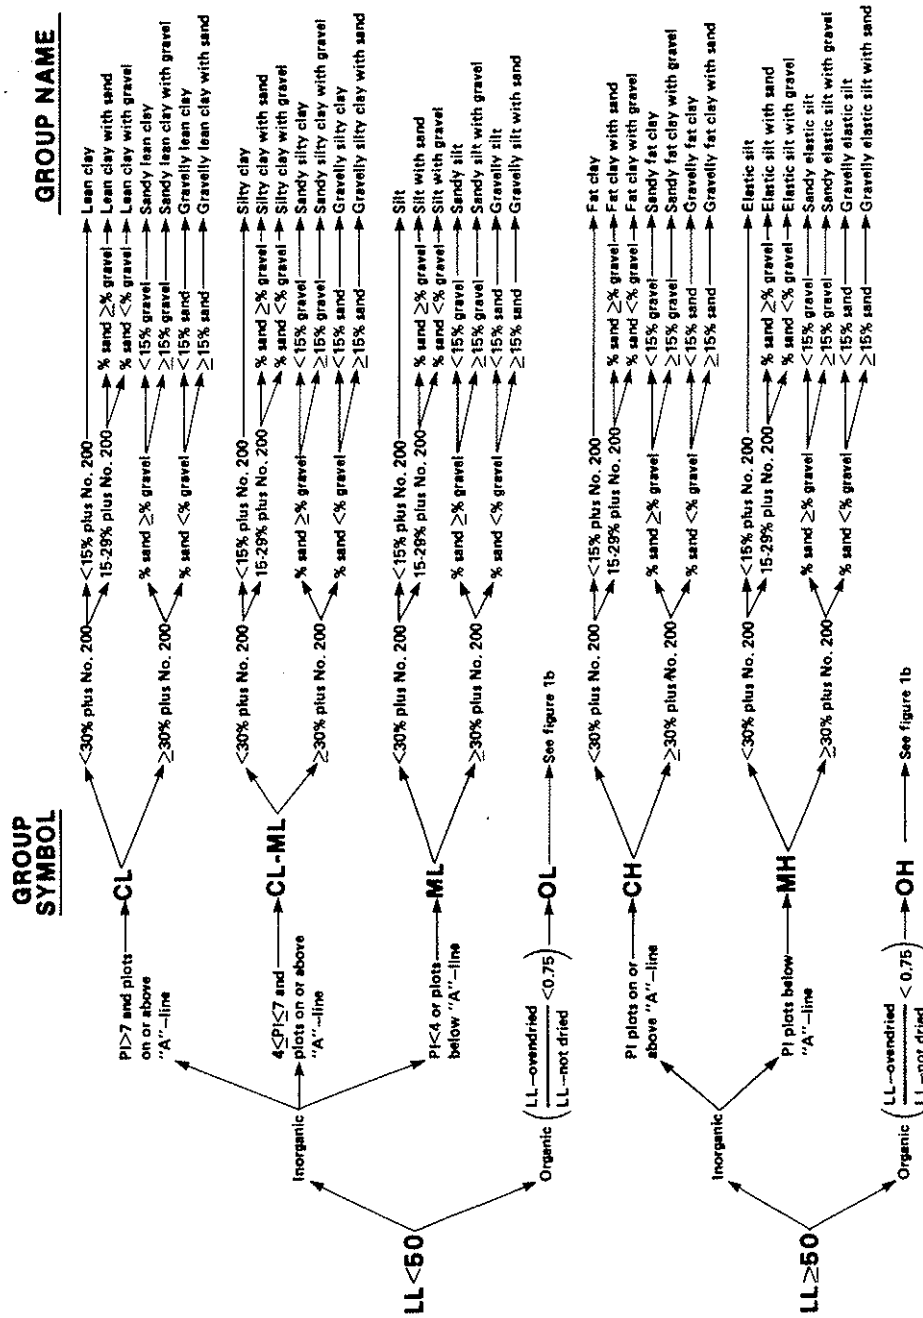 GROUP SYMBOL
GROUP NAME
LL<50
Inorganic
PI>7 and plots
on or above
"A"—line
CL
<30% plus No. 200
<15% plus No. 200
Lean clay
15-29% plus No. 200
% sand ≥% gravel
Lean clay with sand
% sand <% gravel
Lean clay with gravel
≥30% plus No. 200
% sand ≥% gravel
<15% gravel
Sandy lean clay
≥15% gravel
Sandy lean clay with gravel
% sand <% gravel
<15% sand
Gravelly lean clay
≥15% sand
Gravelly lean clay with sand
4≤PI≤7 and
plots on or above
"A"—line
CL-ML
<30% plus No. 200
<15% plus No. 200
Silty clay
15-29% plus No. 200
% sand ≥% gravel
Silty clay with sand
% sand <% gravel
Silty clay with gravel
≥30% plus No. 200
% sand ≥% gravel
<15% gravel
Sandy silty clay
≥15% gravel
Sandy silty clay with gravel
% sand <% gravel
<15% sand
Gravelly silty clay
≥15% sand
Gravelly silty clay with sand
PI<4 or plots
below "A"—line
ML
<30% plus No. 200
<15% plus No. 200
Silt
15-29% plus No. 200
% sand ≥% gravel
Silt with sand
% sand <% gravel
Silt with gravel
≥30% plus No. 200
% sand ≥% gravel
<15% gravel
Sandy silt
≥15% gravel
Sandy silt with gravel
% sand <% gravel
<15% sand
Gravelly silt
≥15% sand
Gravelly silt with sand
Organic (LL—ovendried / LL—not dried <0.75)
OL
See figure 1b
LL≥50
Inorganic
PI plots on or
above "A"—line
CH
<30% plus No. 200
<15% plus No. 200
Fat clay
15-29% plus No. 200
% sand ≥% gravel
Fat clay with sand
% sand <% gravel
Fat clay with gravel
≥30% plus No. 200
% sand ≥% gravel
<15% gravel
Sandy fat clay
≥15% gravel
Sandy fat clay with gravel
% sand <% gravel
<15% sand
Gravelly fat clay
≥15% sand
Gravelly fat clay with sand
PI plots below
"A"—line
MH
<30% plus No. 200
<15% plus No. 200
Elastic silt
15-29% plus No. 200
% sand ≥% gravel
Elastic silt with sand
% sand <% gravel
Elastic silt with gravel
≥30% plus No. 200
% sand ≥% gravel
<15% gravel
Sandy elastic silt
≥15% gravel
Sandy elastic silt with gravel
% sand <% gravel
<15% sand
Gravelly elastic silt
≥15% sand
Gravelly elastic silt with sand
Organic (LL—ovendried / LL—not dried < 0.75)
OH
See figure 1b